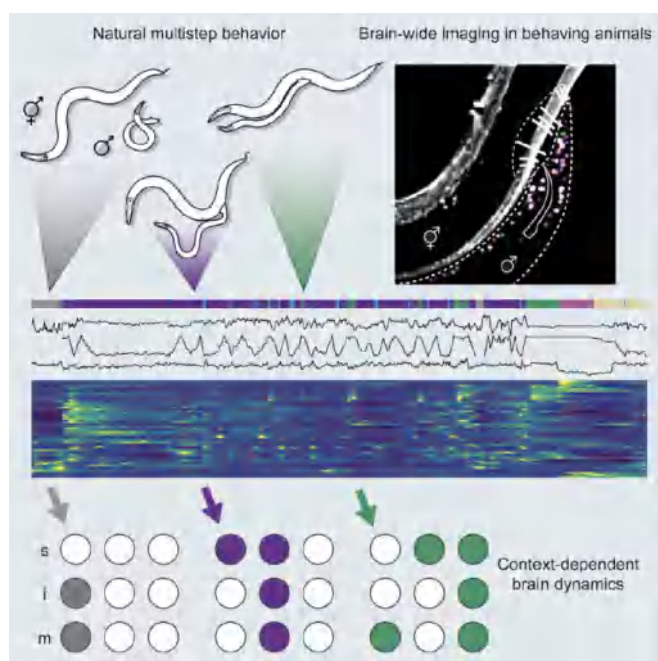 Natural multistep behavior
Brain-wide imaging in behaving animals
⚥
♂
⚥
♂
s
i
m
Context-dependent
brain dynamics